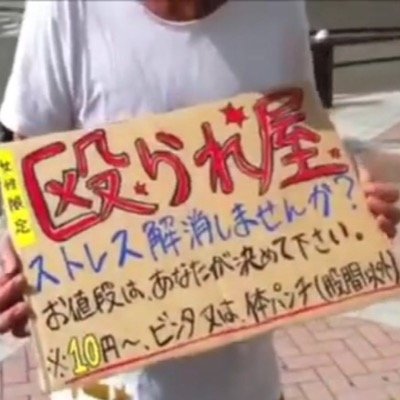 女性限定
殴られ屋
ストレス解消しませんか？
お値段は、あなたが決めて下さい。
※10円〜、ビンタ又は、体パンチ(股間以外)